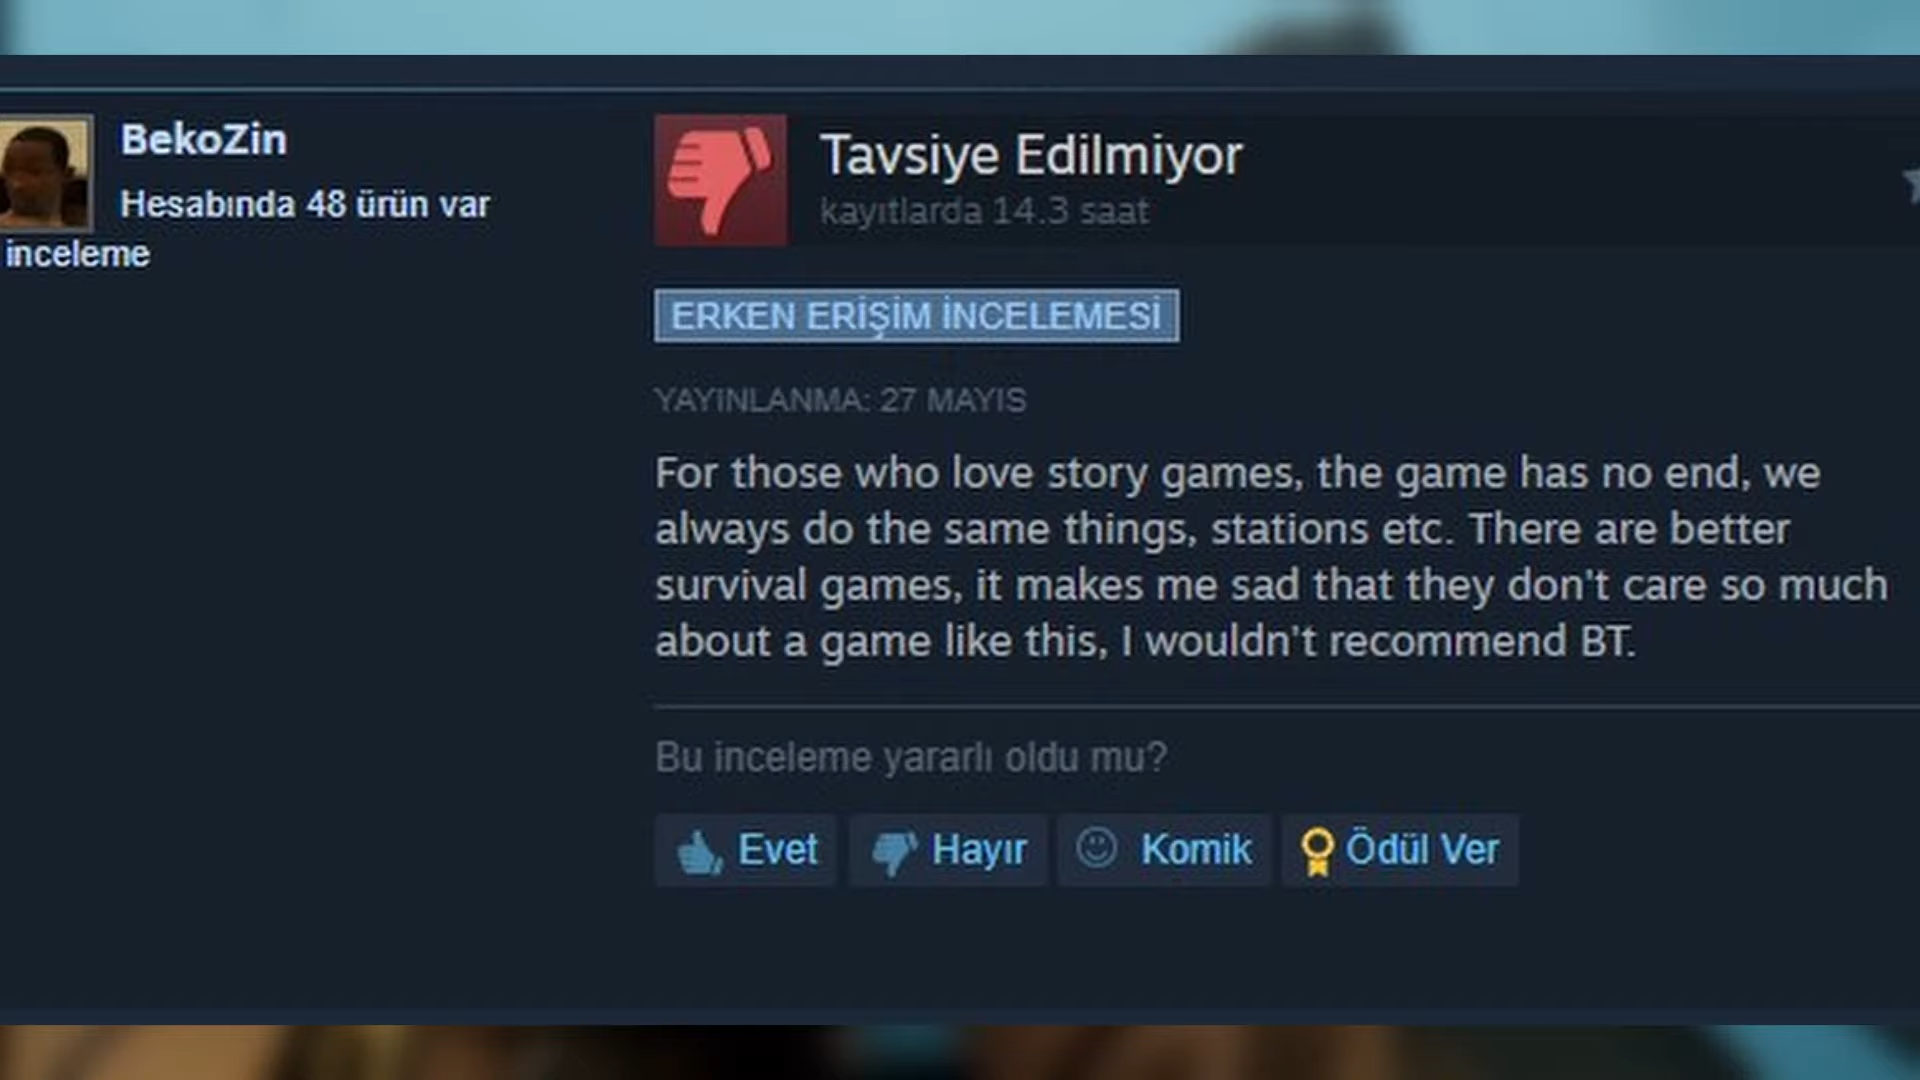 BekoZin
Hesabında 48 ürün var
inceleme
Tavsiye Edilmiyor
kayıtlarda 14.3 saat
ERKEN ERİŞİM İNCELEMESİ
YAYINLANMA: 27 MAYIS
For those who love story games, the game has no end, we
always do the same things, stations etc. There are better
survival games, it makes me sad that they don't care so much
about a game like this, I wouldn't recommend BT.
Bu inceleme yararlı oldu mu?
Evet Hayır Komik Ödül Ver